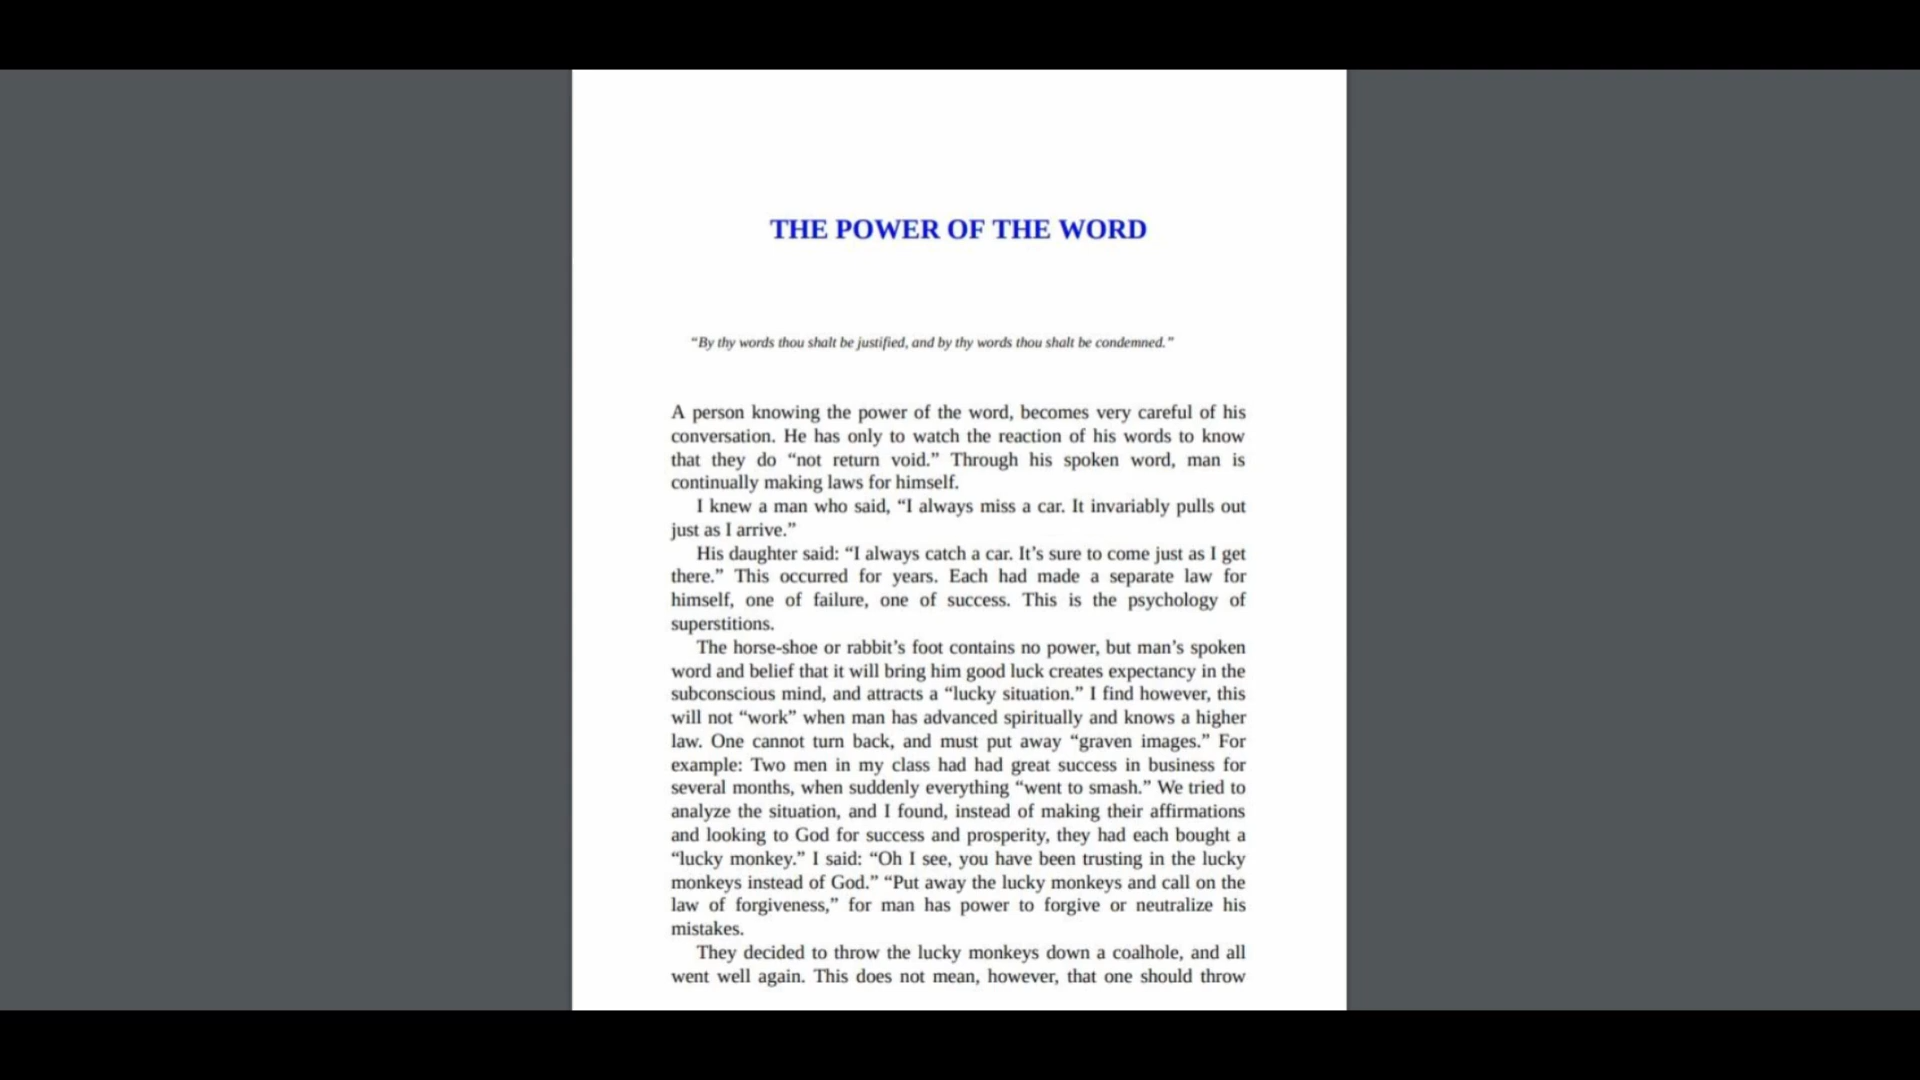 THE POWER OF THE WORD
“By thy words thou shalt be justified, and by thy words thou shalt be condemned.”
A person knowing the power of the word, becomes very careful of his
conversation. He has only to watch the reaction of his words to know
that they do “not return void.” Through his spoken word, man is
continually making laws for himself.
I knew a man who said, “I always miss a car. It invariably pulls out
just as I arrive.”
His daughter said: “I always catch a car. It’s sure to come just as I get
there.” This occurred for years. Each had made a separate law for
himself, one of failure, one of success. This is the psychology of
superstitions.
The horse-shoe or rabbit’s foot contains no power, but man’s spoken
word and belief that it will bring him good luck creates expectancy in the
subconscious mind, and attracts a “lucky situation.” I find however, this
will not “work” when man has advanced spiritually and knows a higher
law. One cannot turn back, and must put away “graven images.” For
example: Two men in my class had had great success in business for
several months, when suddenly everything “went to smash.” We tried to
analyze the situation, and I found, instead of making their affirmations
and looking to God for success and prosperity, they had each bought a
“lucky monkey.” I said: “Oh I see, you have been trusting in the lucky
monkeys instead of God.” “Put away the lucky monkeys and call on the
law of forgiveness,” for man has power to forgive or neutralize his
mistakes.
They decided to throw the lucky monkeys down a coalhole, and all
went well again. This does not mean, however, that one should throw